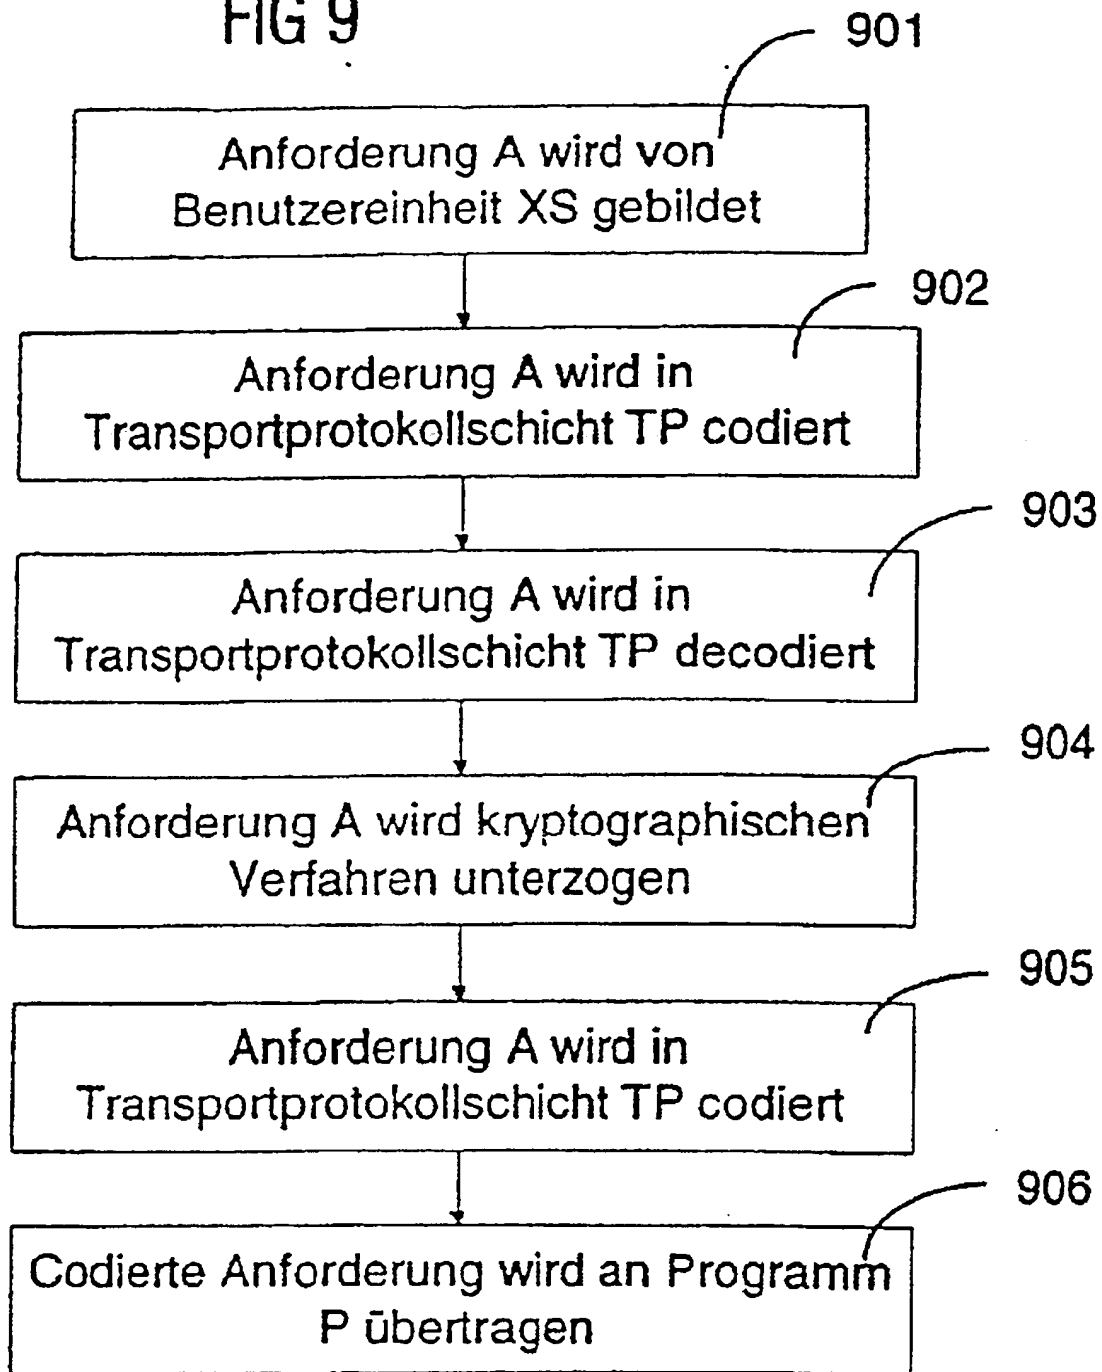 FIG 9
901
Anforderung A wird von
Benutzereinheit XS gebildet
902
Anforderung A wird in
Transportprotokollschicht TP codiert
903
Anforderung A wird in
Transportprotokollschicht TP decodiert
904
Anforderung A wird kryptographischen
Verfahren unterzogen
905
Anforderung A wird in
Transportprotokollschicht TP codiert
906
Codierte Anforderung wird an Programm
P übertragen